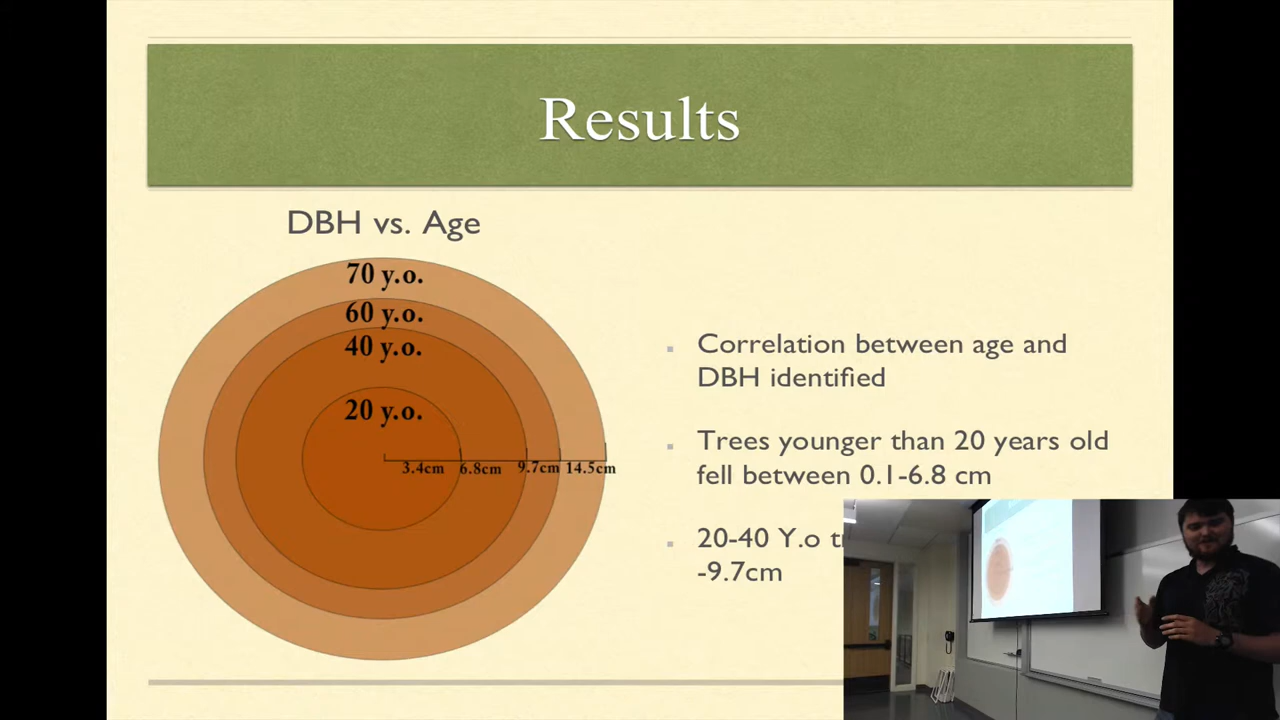 Results
DBH vs. Age
70 y.o.
60 y.o.
40 y.o.
20 y.o.
3.4cm 6.8cm 9.7cm 14.5cm
Correlation between age and
DBH identified
Trees younger than 20 years old
fell between 0.1-6.8 cm
20-40 Y.o
-9.7cm